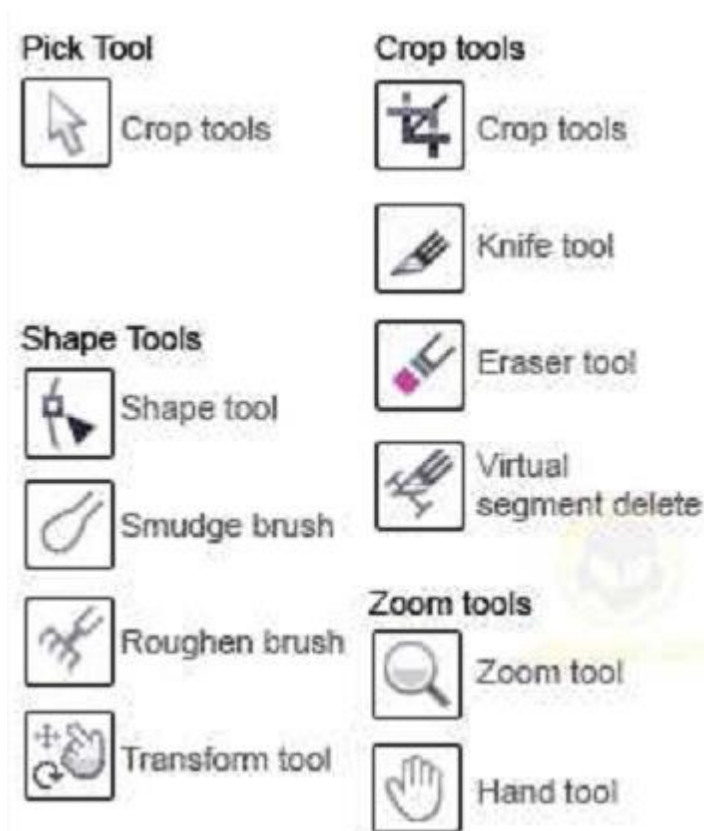 Pick Tool
Crop tools
Shape Tools
Shape tool
Smudge brush
Roughen brush
Transform tool
Crop tools
Crop tools
Knife tool
Eraser tool
Virtual
segment delete
Zoom tools
Zoom tool
Hand tool